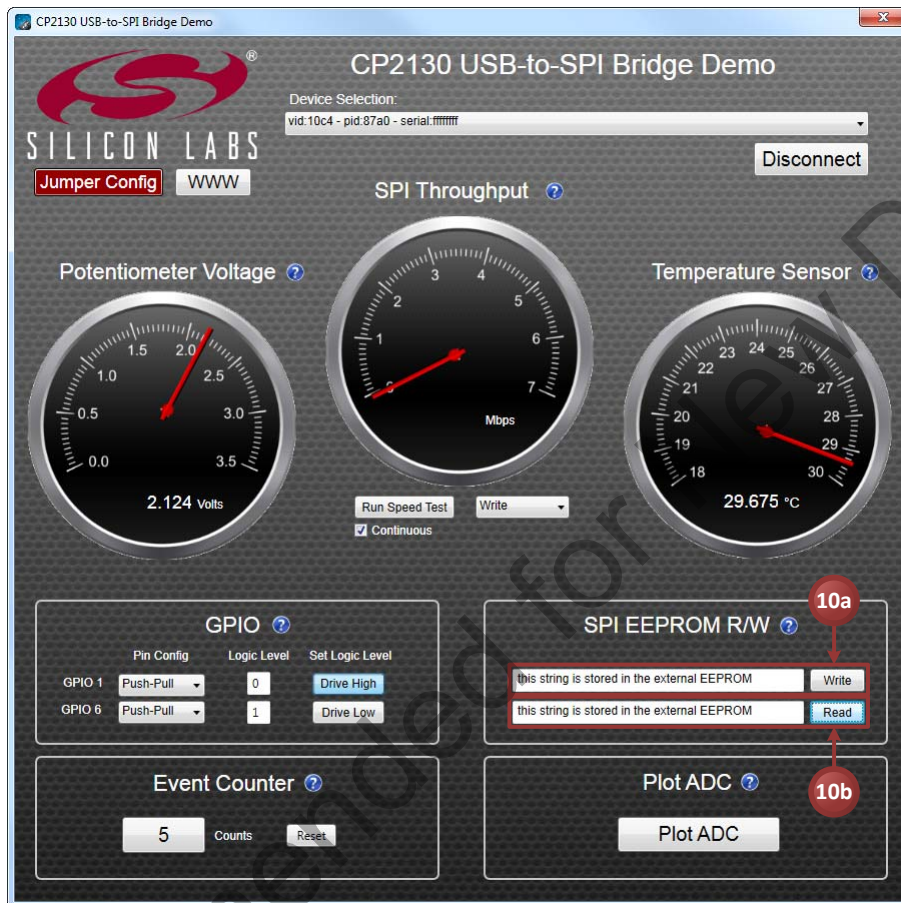 CP2130 USB-to-SPI Bridge Demo
CP2130 USB-to-SPI Bridge Demo
®
SILICON LABS
Device Selection:
vid:10c4 - pid:87a0 - serial:ffffffff
Disconnect
Jumper Config WWW
SPI Throughput ?
0 1 2 3 4 5 6 7
Mbps
Run Speed Test Write
Continuous
Potentiometer Voltage ?
0.0 0.5 1.0 1.5 2.0 2.5 3.0 3.5
2.124 Volts
Temperature Sensor ?
18 19 20 21 22 23 24 25 26 27 28 29 30
29.675 °C
GPIO ?
Pin Config Logic Level Set Logic Level
GPIO 1 Push-Pull 0 Drive High
GPIO 6 Push-Pull 1 Drive Low
10a
SPI EEPROM R/W ?
this string is stored in the external EEPROM Write
this string is stored in the external EEPROM Read
10b
Event Counter ?
5 Counts Reset
Plot ADC ?
Plot ADC
for New